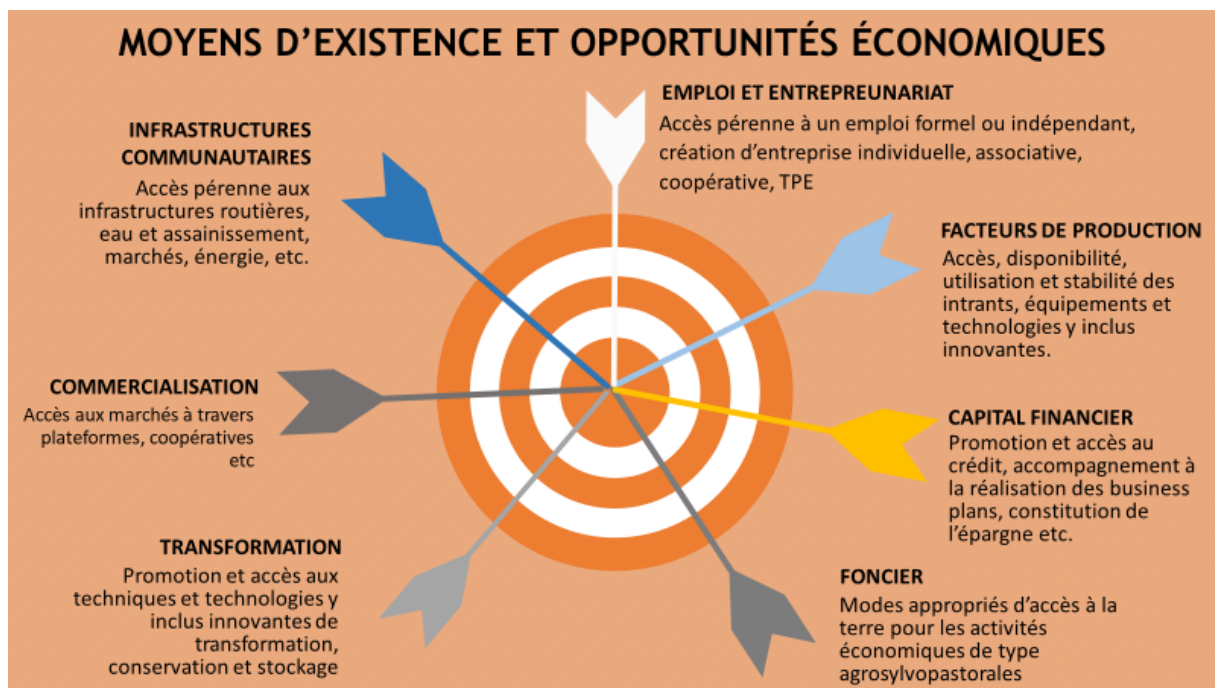 MOYENS D'EXISTENCE ET OPPORTUNITÉS ÉCONOMIQUES
EMPLOI ET ENTREPREUNARIAT
Accès pérenne à un emploi formel ou indépendant,
création d'entreprise individuelle, associative,
coopérative, TPE
FACTEURS DE PRODUCTION
Accès, disponibilité,
utilisation et stabilité des
intrants, équipements et
technologies y inclus
innovantes.
CAPITAL FINANCIER
Promotion et accès au
crédit, accompagnement à
la réalisation des business
plans, constitution de
l'épargne etc.
FONCIER
Modes appropriés d'accès à la
terre pour les activités
économiques de type
agrosylvopastorales
TRANSFORMATION
Promotion et accès aux
techniques et technologies y
inclus innovantes de
transformation,
conservation et stockage
COMMERCIALISATION
Accès aux marchés à travers
plateformes, coopératives
etc
INFRASTRUCTURES
COMMUNAUTAIRES
Accès pérenne aux
infrastructures routières,
eau et assainissement,
marchés, énergie, etc.